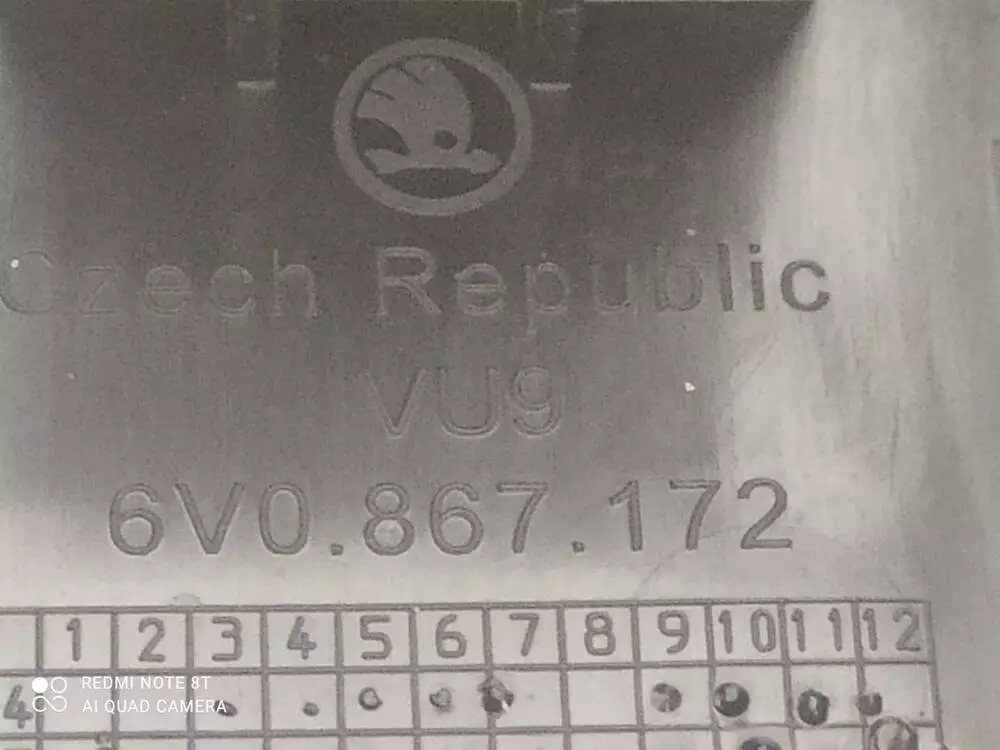 Czech Republic
VU9
6V0.867.172
1 2 3 4 5 6 7 8 9 10 11 12
4
REDMI NOTE 8T
AI QUAD CAMERA